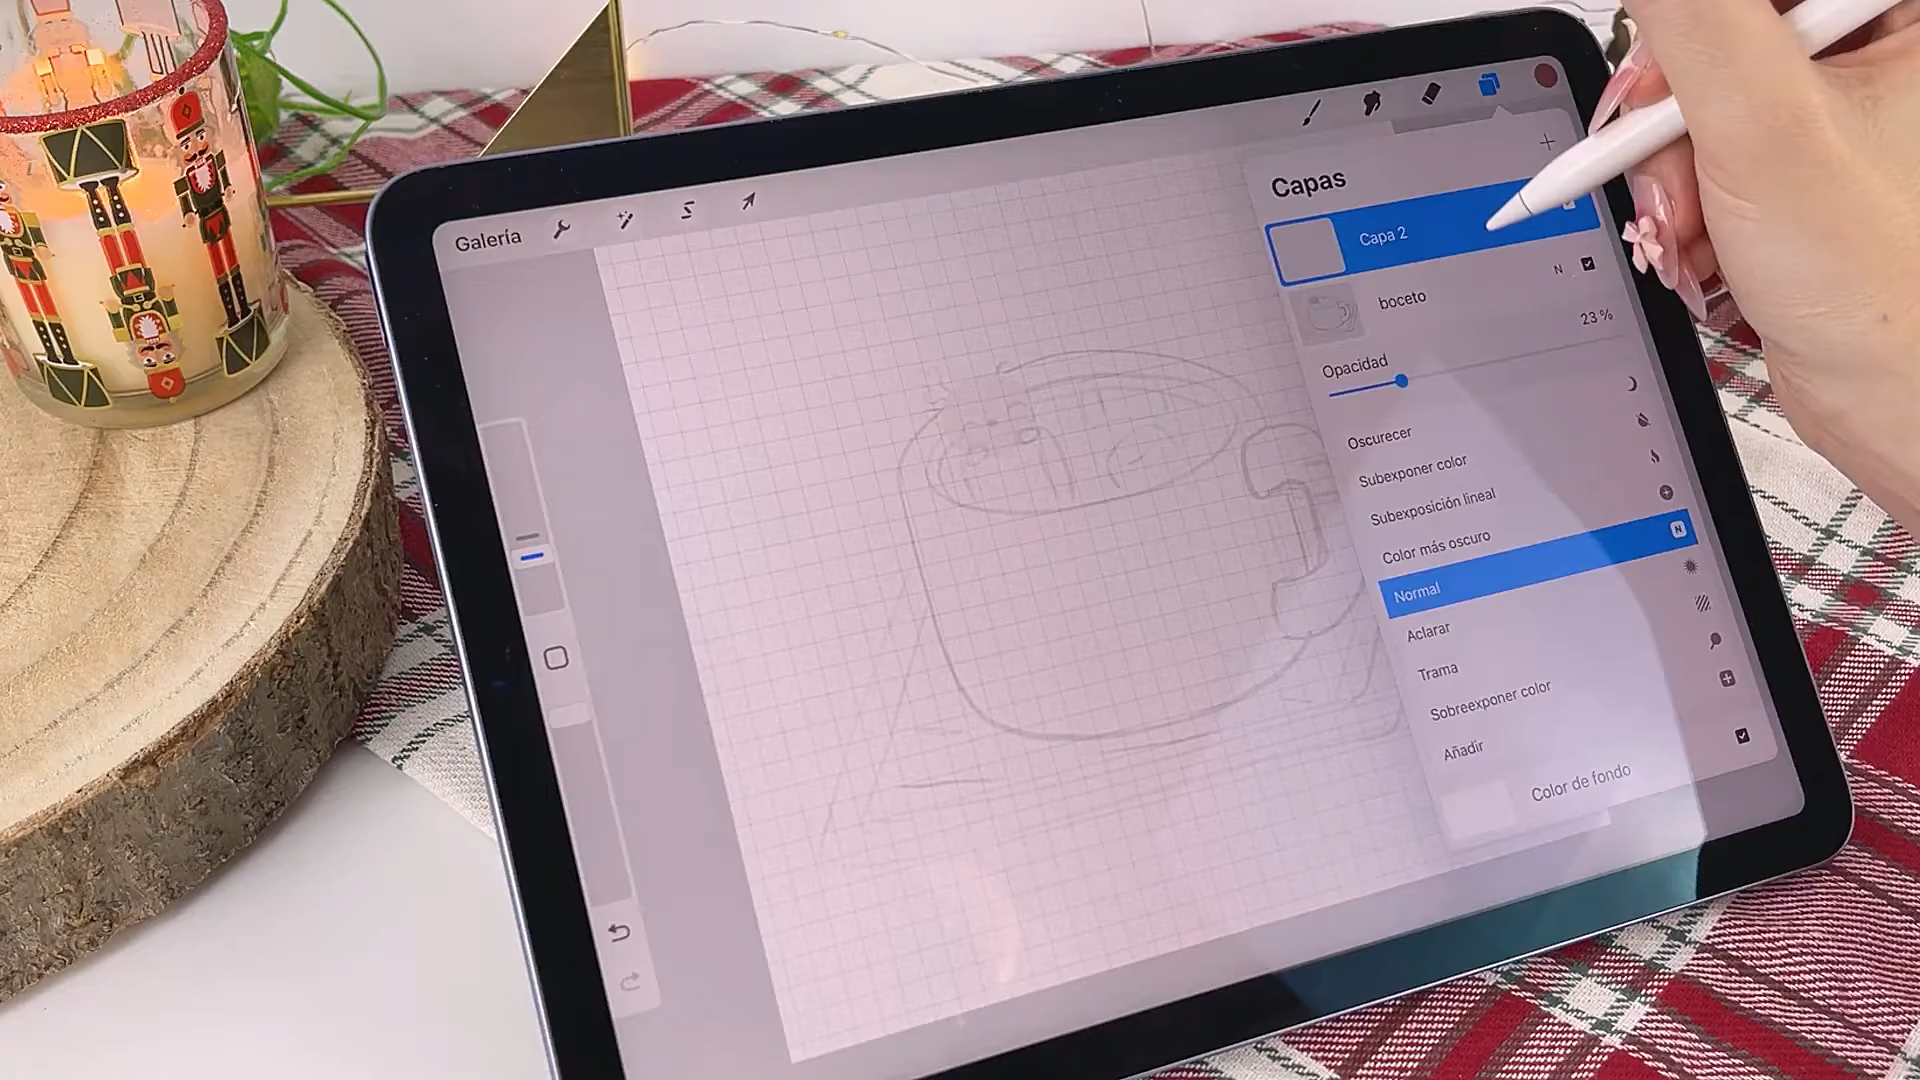 Galería
Capas
Capa 2
N
boceto
23 %
Opacidad
Oscurecer
Subexponer color
Subexposición lineal
Color más oscuro
Normal
N
Aclarar
Trama
Sobreexponer color
Añadir
Color de fondo